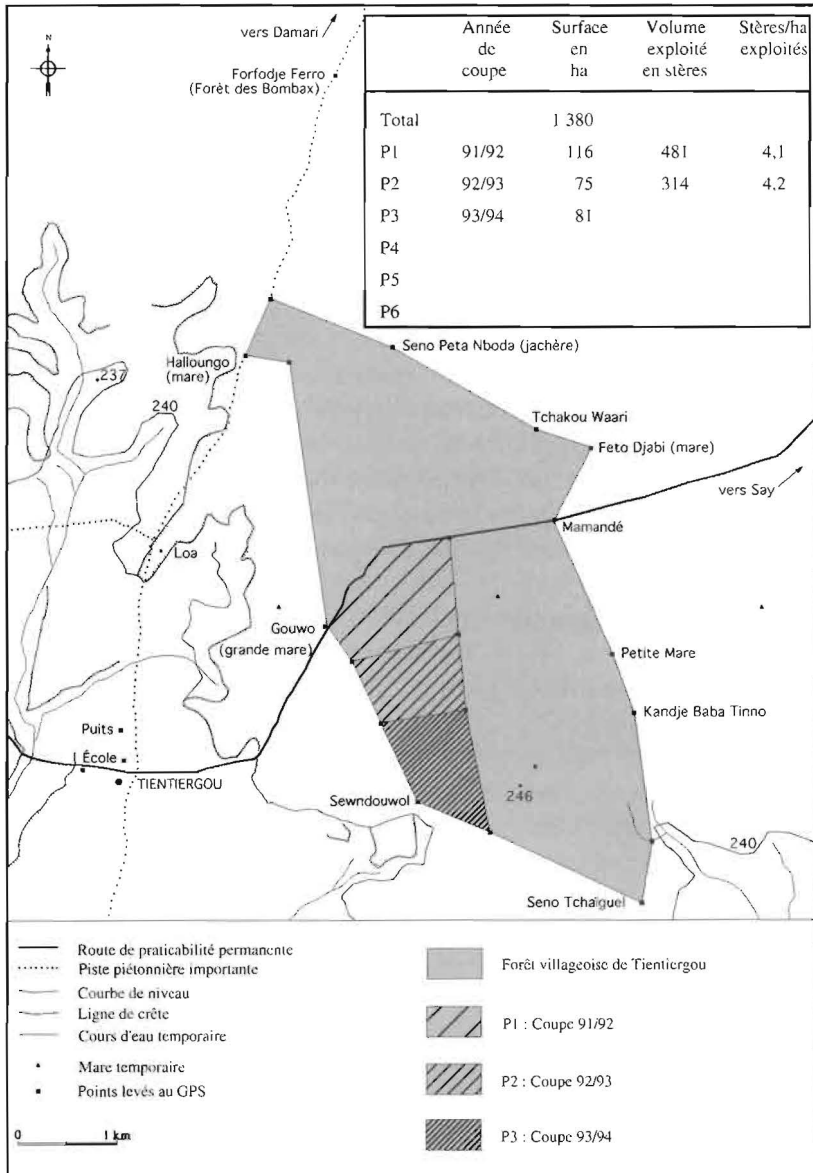 vers Damari
Forfodje Ferro
(Forêt des Bombax)
N
Année de coupe | Surface en ha | Volume exploité en stères | Stères/ha exploités
Total 1 380
P1 91/92 116 481 4,1
P2 92/93 75 314 4,2
P3 93/94 81
P4
P5
P6
Seno Peta Nboda (jachère)
Halloungo
(mare)
237
240
Tchakou Waari
Feto Djabi (mare)
vers Say
Mamandé
Loa
Gouwo
(grande mare)
Petite Mare
Kandje Baba Tinno
Puits
École
TIENTIERGOU
Sewndouwol
246
240
Seno Tchaïguel
Route de praticabilité permanente
Piste piétonnière importante
Courbe de niveau
Ligne de crête
Cours d'eau temporaire
Mare temporaire
Points levés au GPS
0 1 km
Forêt villageoise de Tientiergou
P1 : Coupe 91/92
P2 : Coupe 92/93
P3 : Coupe 93/94